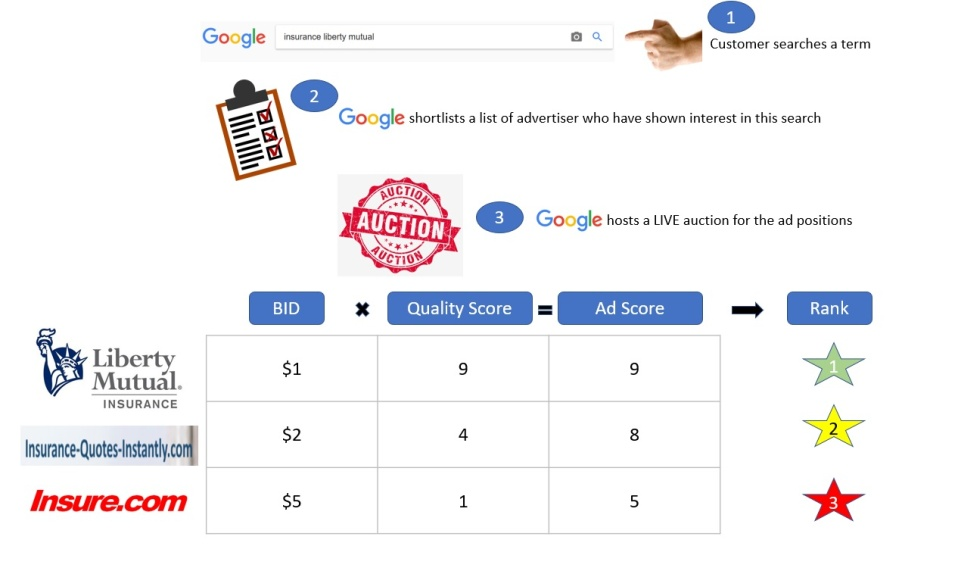 Google
insurance liberty mutual
1
Customer searches a term
2
Google shortlists a list of advertiser who have shown interest in this search
AUCTION
AUCTION
AUCTION
3
Google hosts a LIVE auction for the ad positions
BID × Quality Score = Ad Score Rank
Liberty
Mutual.
INSURANCE
$1 9 9 1
Insurance-Quotes-Instantly.com
$2 4 8 2
Insure.com
$5 1 5 3